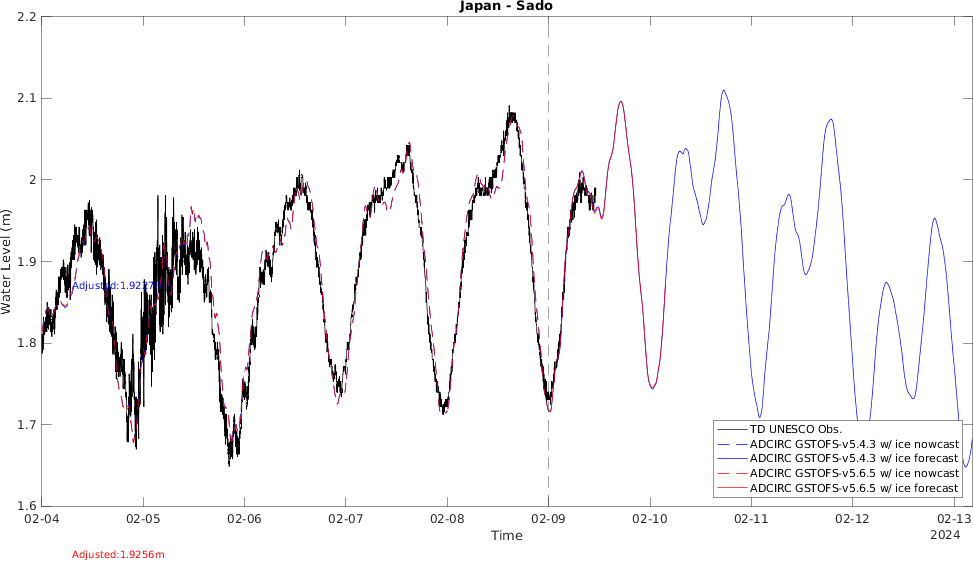 Japan - Sado
2.2
2.1
2
1.9
1.8
1.7
1.6
Water Level (m)
Adjusted:1.9227m
TD UNESCO Obs.
ADCIRC GSTOFS-v5.4.3 w/ ice nowcast
ADCIRC GSTOFS-v5.4.3 w/ ice forecast
ADCIRC GSTOFS-v5.6.5 w/ ice nowcast
ADCIRC GSTOFS-v5.6.5 w/ ice forecast
02-04 02-05 02-06 02-07 02-08 02-09 02-10 02-11 02-12 02-13
Time
2024
Adjusted:1.9256m